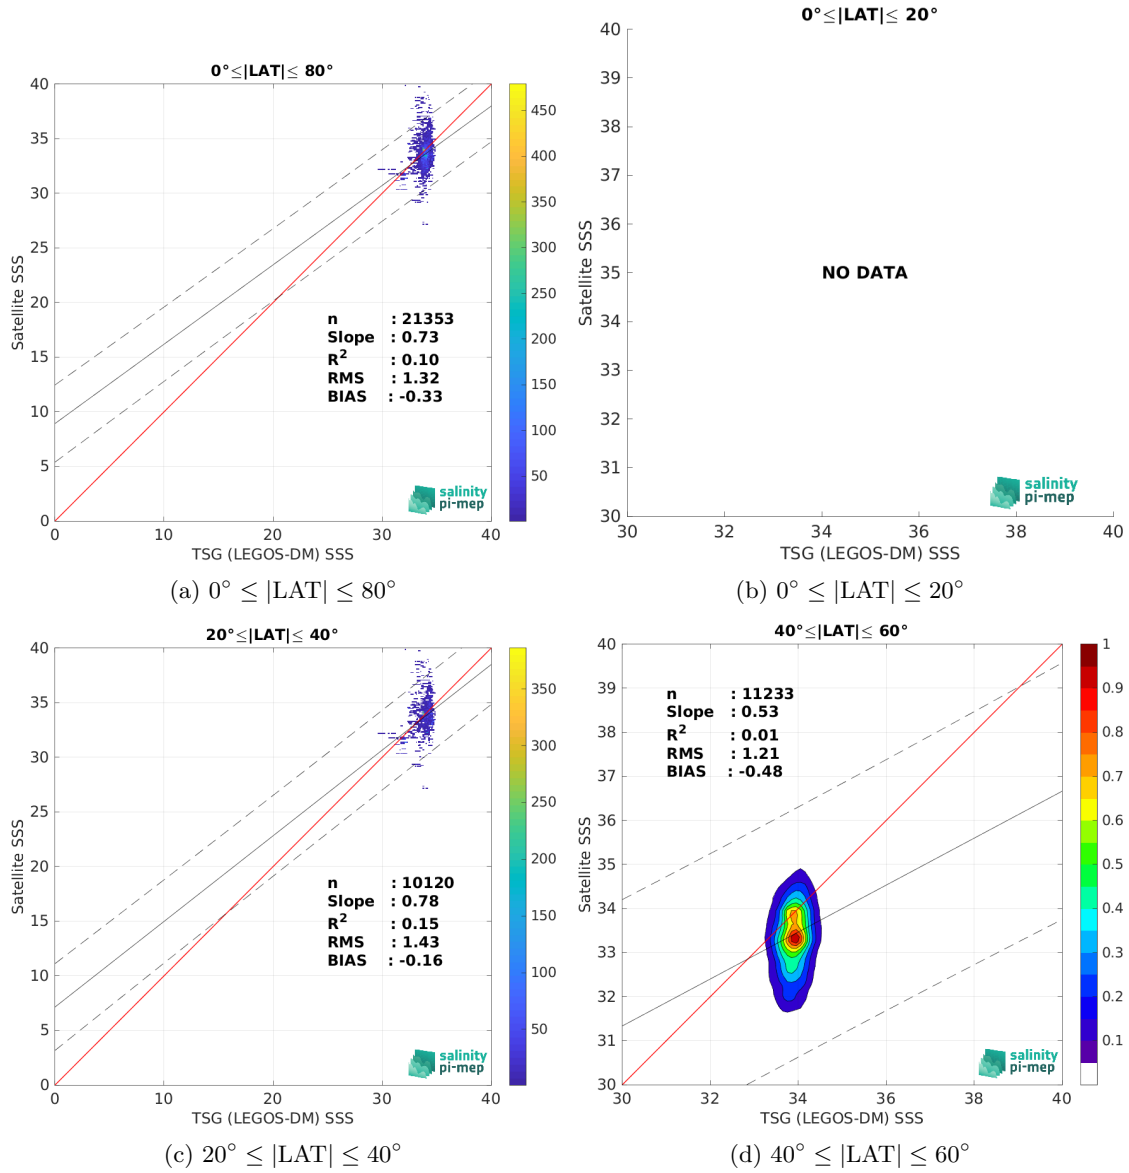 0°≤|LAT|≤ 80°
40
35
30
25
20
15
10
5
0
Satellite SSS
n : 21353
Slope : 0.73
R² : 0.10
RMS : 1.32
BIAS : -0.33
salinity
pi-mep
0 10 20 30 40
TSG (LEGOS-DM) SSS
450
400
350
300
250
200
150
100
50
(a) 0° ≤ |LAT| ≤ 80°
0°≤|LAT|≤ 20°
40
39
38
37
36
35
34
33
32
31
30
Satellite SSS
NO DATA
salinity
pi-mep
30 32 34 36 38 40
TSG (LEGOS-DM) SSS
(b) 0° ≤ |LAT| ≤ 20°
20°≤|LAT|≤ 40°
40
35
30
25
20
15
10
5
0
Satellite SSS
n : 10120
Slope : 0.78
R² : 0.15
RMS : 1.43
BIAS : -0.16
salinity
pi-mep
0 10 20 30 40
TSG (LEGOS-DM) SSS
350
300
250
200
150
100
50
(c) 20° ≤ |LAT| ≤ 40°
40°≤|LAT|≤ 60°
40
39
38
37
36
35
34
33
32
31
30
Satellite SSS
n : 11233
Slope : 0.53
R² : 0.01
RMS : 1.21
BIAS : -0.48
salinity
pi-mep
30 32 34 36 38 40
TSG (LEGOS-DM) SSS
1
0.9
0.8
0.7
0.6
0.5
0.4
0.3
0.2
0.1
(d) 40° ≤ |LAT| ≤ 60°